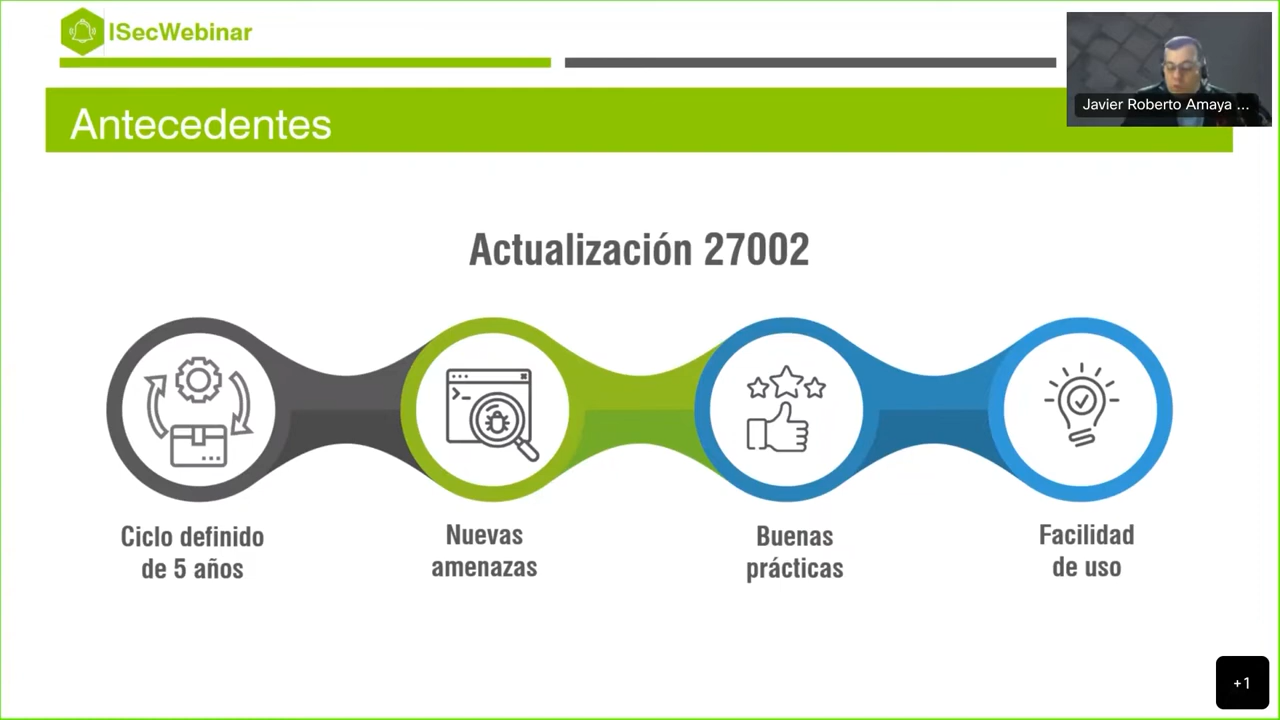 ISecWebinar
Javier Roberto Amaya ...
Antecedentes
Actualización 27002
Ciclo definido
de 5 años
Nuevas
amenazas
Buenas
prácticas
Facilidad
de uso
+1